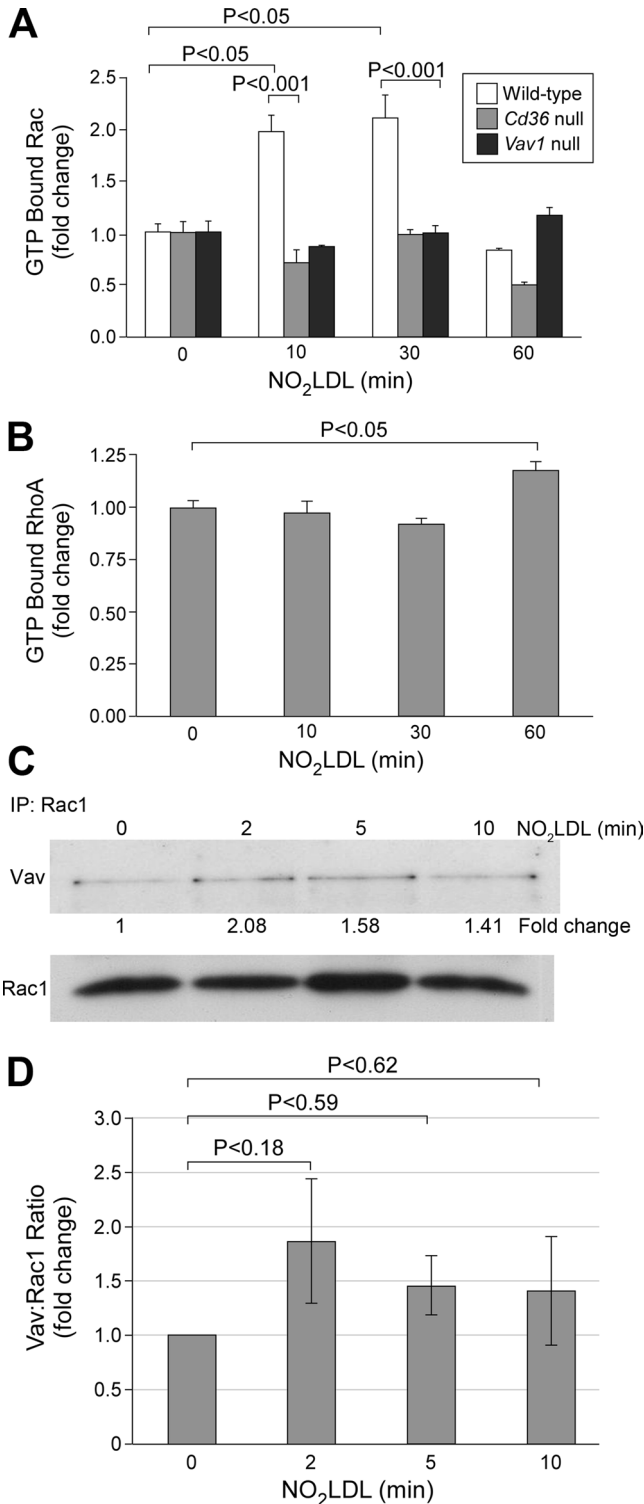 A
P<0.05
P<0.05
P<0.001
P<0.001
Wild-type
Cd36 null
Vav1 null
GTP Bound Rac
(fold change)
2.5
2.0
1.5
1.0
0.5
0.0
0 10 30 60
NO2LDL (min)
B
P<0.05
GTP Bound RhoA
(fold change)
1.25
1.00
0.75
0.50
0.25
0.00
0 10 30 60
NO2LDL (min)
C
IP: Rac1
0 2 5 10 NO2LDL (min)
Vav
1 2.08 1.58 1.41 Fold change
Rac1
D
P<0.62
P<0.59
P<0.18
Vav:Rac1 Ratio
(fold change)
3.0
2.5
2.0
1.5
1.0
0.5
0
0 2 5 10
NO2LDL (min)